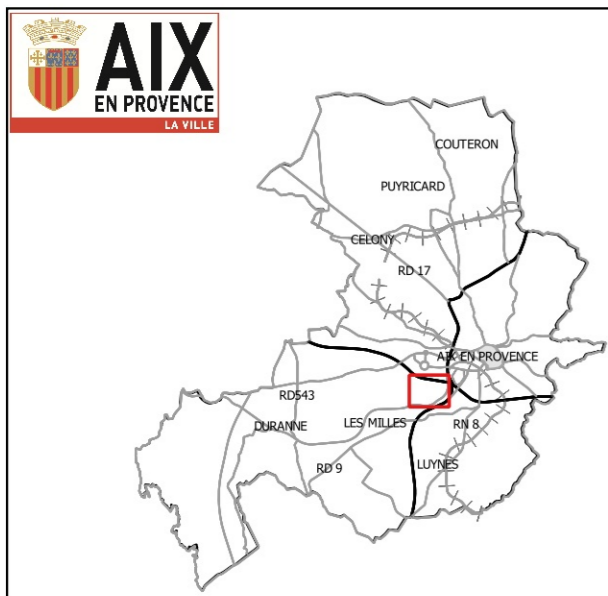 AIX
EN PROVENCE
LA VILLE
COUTERON
PUYRICARD
CELONY
RD 17
AIX EN PROVENCE
RD543
DURANNE
LES MILLES
RN 8
RD 9
LUYNES